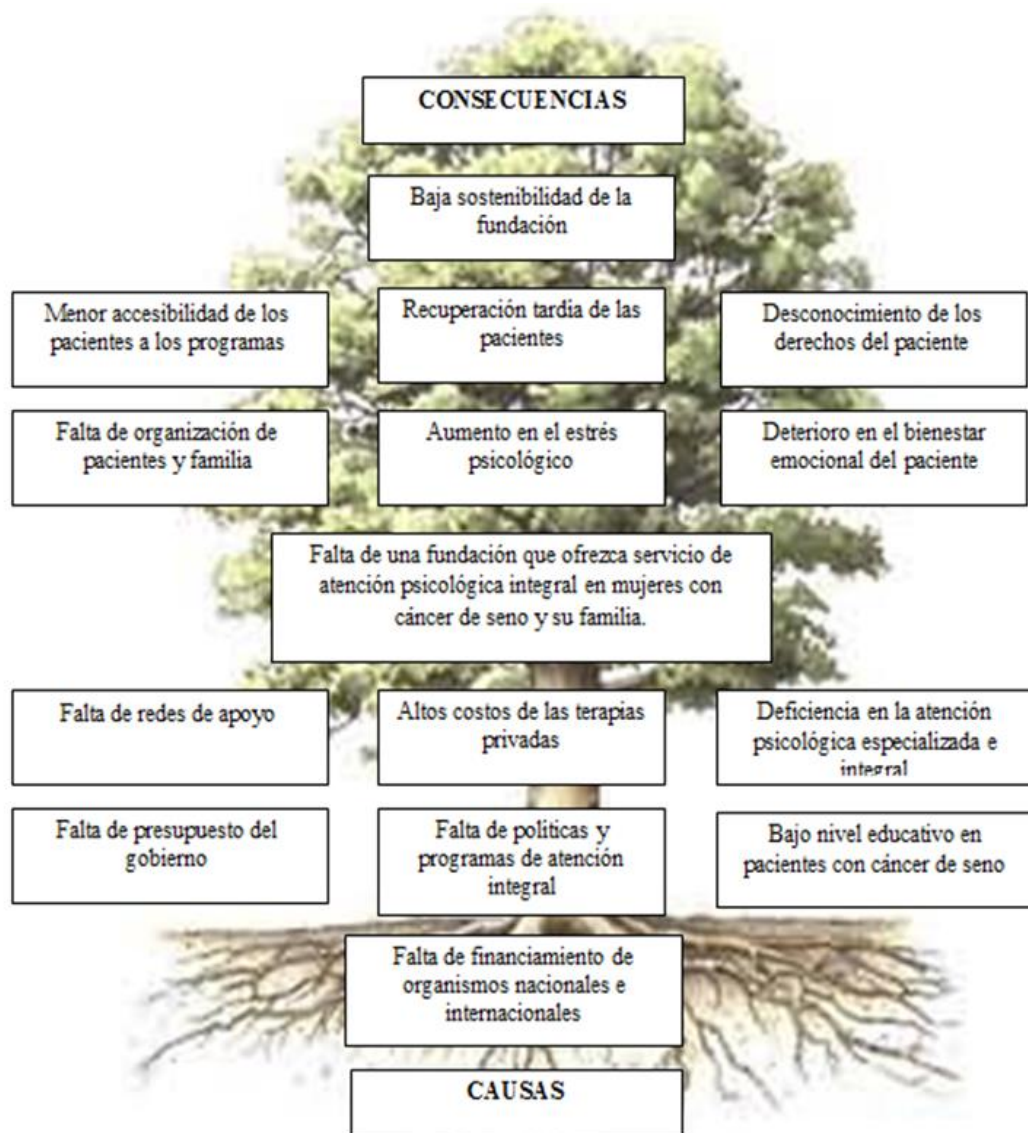 CONSECUENCIAS
Baja sostenibilidad de la
fundación
Menor accesibilidad de los
pacientes a los programas
Recuperación tardía de las
pacientes
Desconocimiento de los
derechos del paciente
Falta de organización de
pacientes y familia
Aumento en el estrés
psicológico
Deterioro en el bienestar
emocional del paciente
Falta de una fundación que ofrezca servicio de
atención psicológica integral en mujeres con
cáncer de seno y su familia.
Falta de redes de apoyo
Altos costos de las terapias
privadas
Deficiencia en la atención
psicológica especializada e
integral
Falta de presupuesto del
gobierno
Falta de políticas y
programas de atención
integral
Bajo nivel educativo en
pacientes con cáncer de seno
Falta de financiamiento de
organismos nacionales e
internacionales
CAUSAS